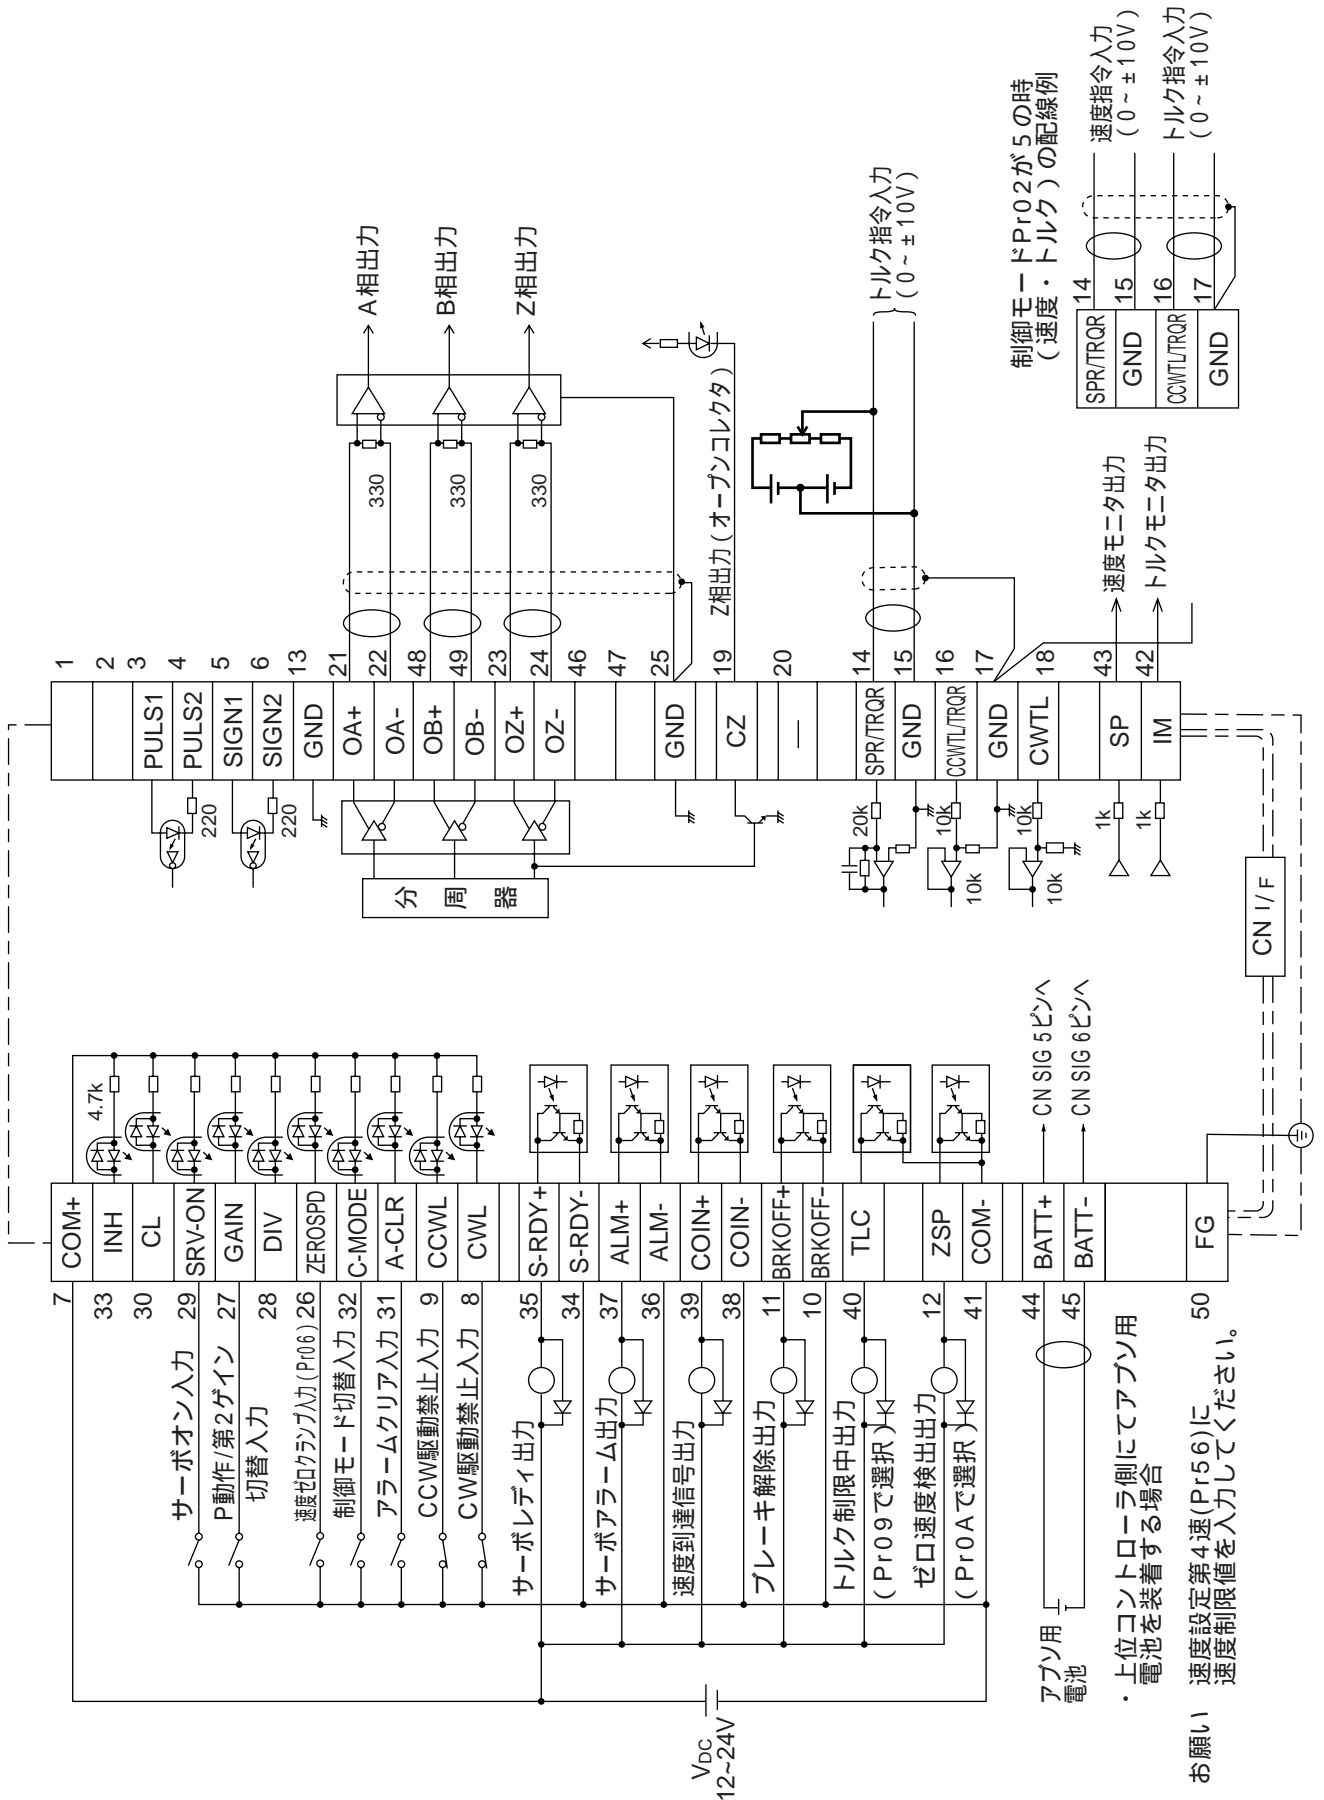 COM+
INH
CL
SRV-ON
GAIN
DIV
ZEROSPD
C-MODE
A-CLR
CCWL
CWL
S-RDY+
S-RDY-
ALM+
ALM-
COIN+
COIN-
BRKOFF+
BRKOFF-
TLC
ZSP
COM-
BATT+
BATT-
FG
7
33
30
29
27
28
26
32
31
9
8
35
34
37
36
39
38
11
10
40
12
41
44
45
50
4.7k
サーボオン入力
P動作/第2ゲイン
切替入力
速度ゼロクランプ入力(Pr06)
制御モード切替入力
アラームクリア入力
CCW駆動禁止入力
CW駆動禁止入力
サーボレディ出力
サーボアラーム出力
速度到達信号出力
ブレーキ解除出力
トルク制限中出力
(Pr09で選択)
ゼロ速度検出出力
(Pr0Aで選択)
VDC
12~24V
アブソ用
電池
・上位コントローラ側にてアブソ用
電池を装着する場合
お願い 速度設定第4速(Pr56)に
速度制限値を入力してください。
CN SIG 5ピンへ
CN SIG 6ピンへ
CN I/F
PULS1
PULS2
SIGN1
SIGN2
GND
OA+
OA-
OB+
OB-
OZ+
OZ-
GND
CZ
—
SPR/TRQR
GND
CCWTL/TRQR
GND
CWTL
SP
IM
1
2
3
4
5
6
13
21
22
48
49
23
24
46
47
25
19
20
14
15
16
17
18
43
42
220
220
分周器
20k
10k
10k
10k
10k
1k
1k
330
330
330
A相出力
B相出力
Z相出力
Z相出力(オープンコレクタ)
トルク指令入力
(0~±10V)
速度モニタ出力
トルクモニタ出力
制御モードPr02が5の時
(速度・トルク)の配線例
SPR/TRQR
GND
CCWTL/TRQR
GND
14
15
16
17
速度指令入力
(0~±10V)
トルク指令入力
(0~±10V)